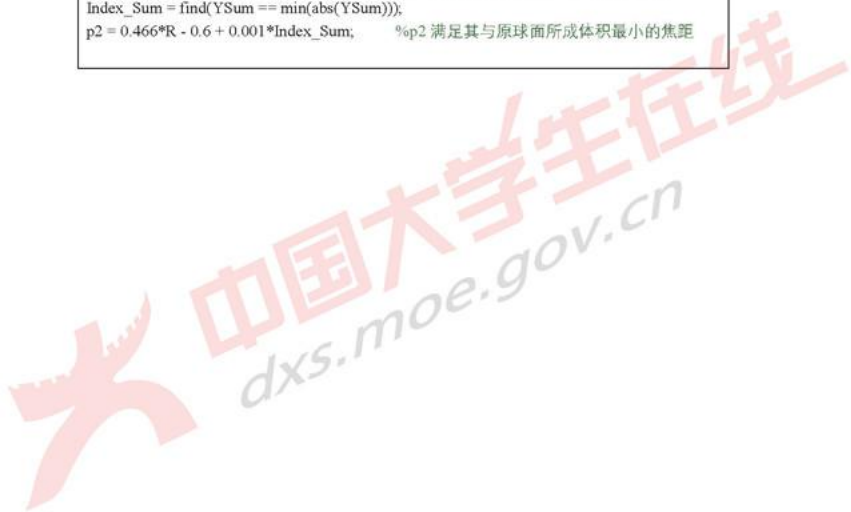 Index_Sum = find(YSum == min(abs(YSum)));
p2 = 0.466*R - 0.6 + 0.001*Index_Sum; %p2 满足其与原球面所成体积最小的焦距
中国大学生在线
dxs.moe.gov.cn